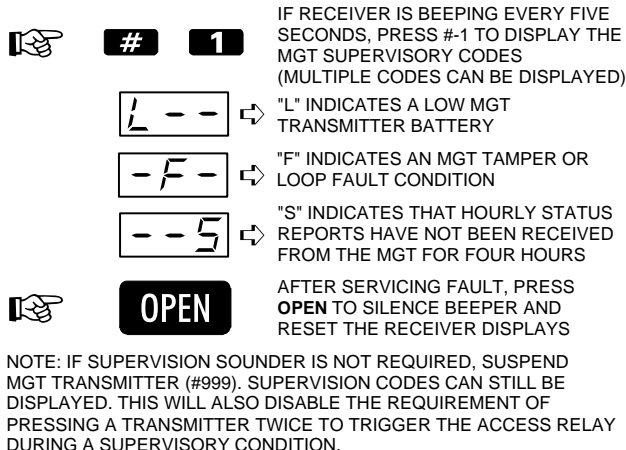 IF RECEIVER IS BEEPING EVERY FIVE
# 1 SECONDS, PRESS #-1 TO DISPLAY THE
MGT SUPERVISORY CODES
(MULTIPLE CODES CAN BE DISPLAYED)
L - - "L" INDICATES A LOW MGT
TRANSMITTER BATTERY
- F - "F" INDICATES AN MGT TAMPER OR
LOOP FAULT CONDITION
"S" INDICATES THAT HOURLY STATUS
- - S REPORTS HAVE NOT BEEN RECEIVED
FROM THE MGT FOR FOUR HOURS
AFTER SERVICING FAULT, PRESS
OPEN OPEN TO SILENCE BEEPER AND
RESET THE RECEIVER DISPLAYS
NOTE: IF SUPERVISION SOUNDER IS NOT REQUIRED, SUSPEND
MGT TRANSMITTER (#999). SUPERVISION CODES CAN STILL BE
DISPLAYED. THIS WILL ALSO DISABLE THE REQUIREMENT OF
PRESSING A TRANSMITTER TWICE TO TRIGGER THE ACCESS RELAY
DURING A SUPERVISORY CONDITION.